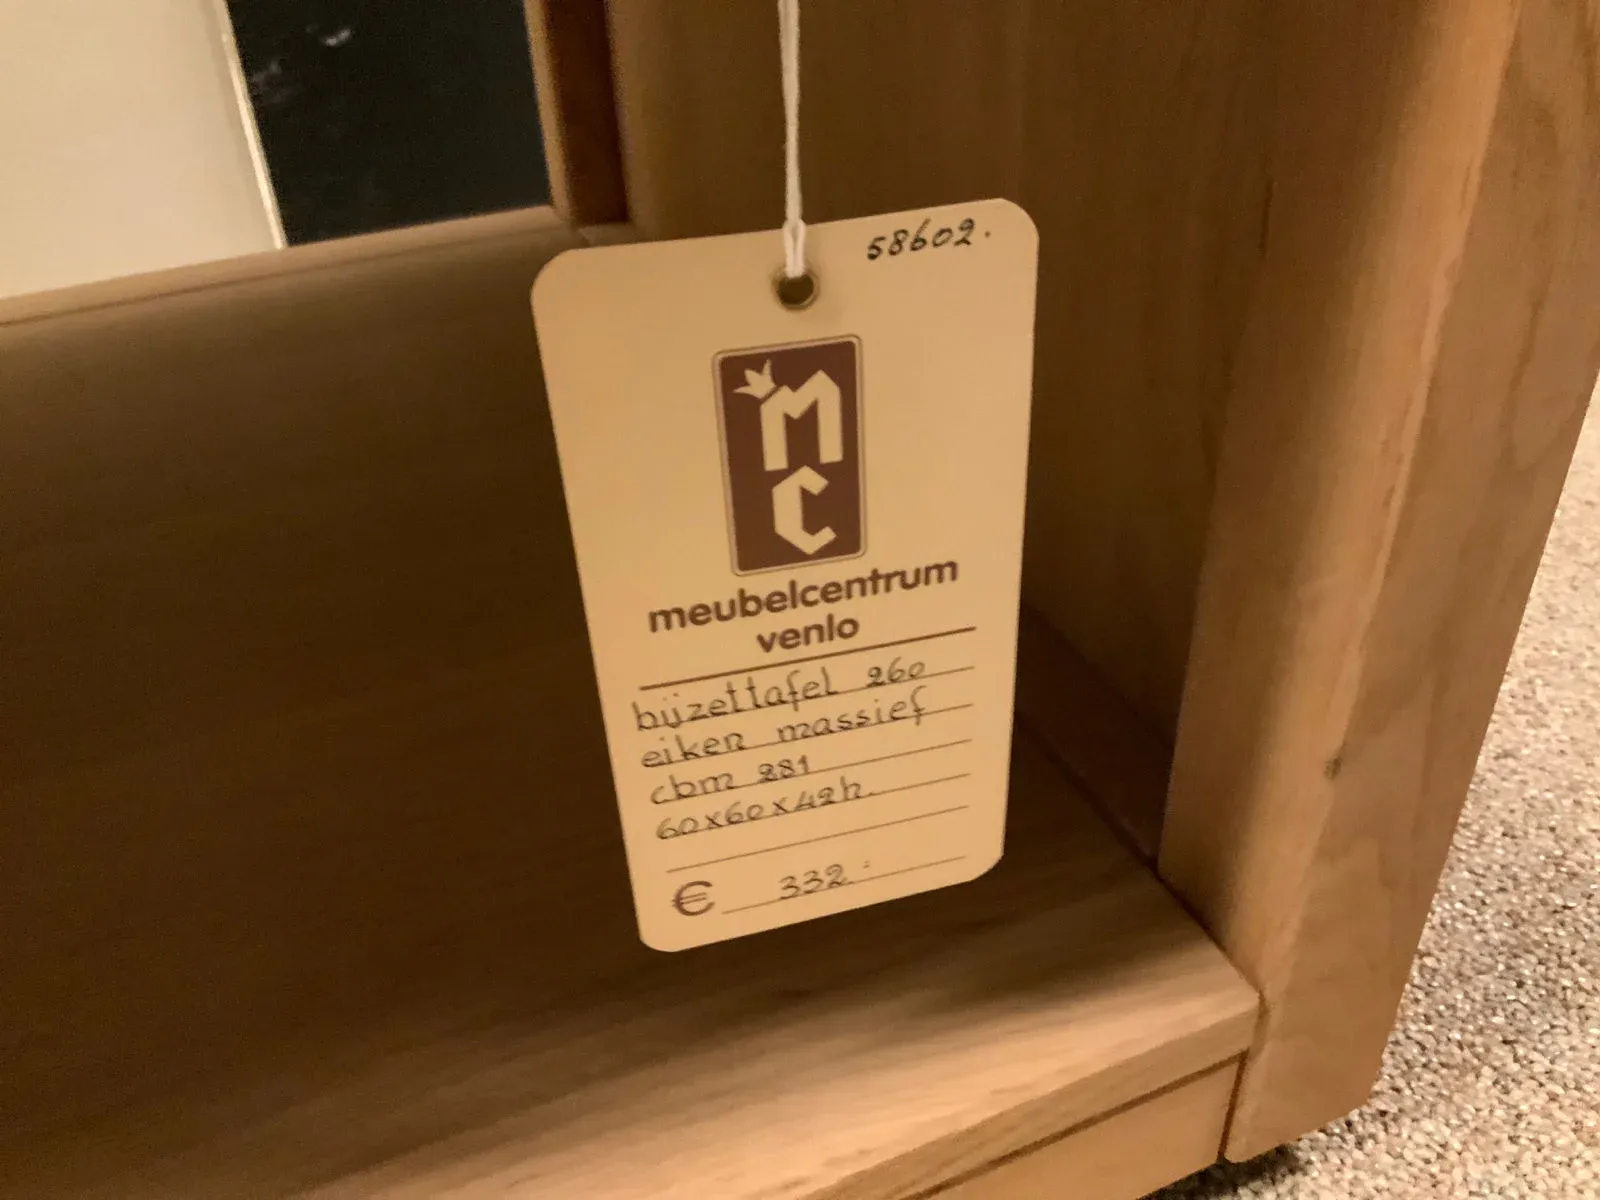 58602.
MC
meubelcentrum
venlo
bijzettafel 260
eiken massief
cbm 281
60x60x42h.
€ 332.-